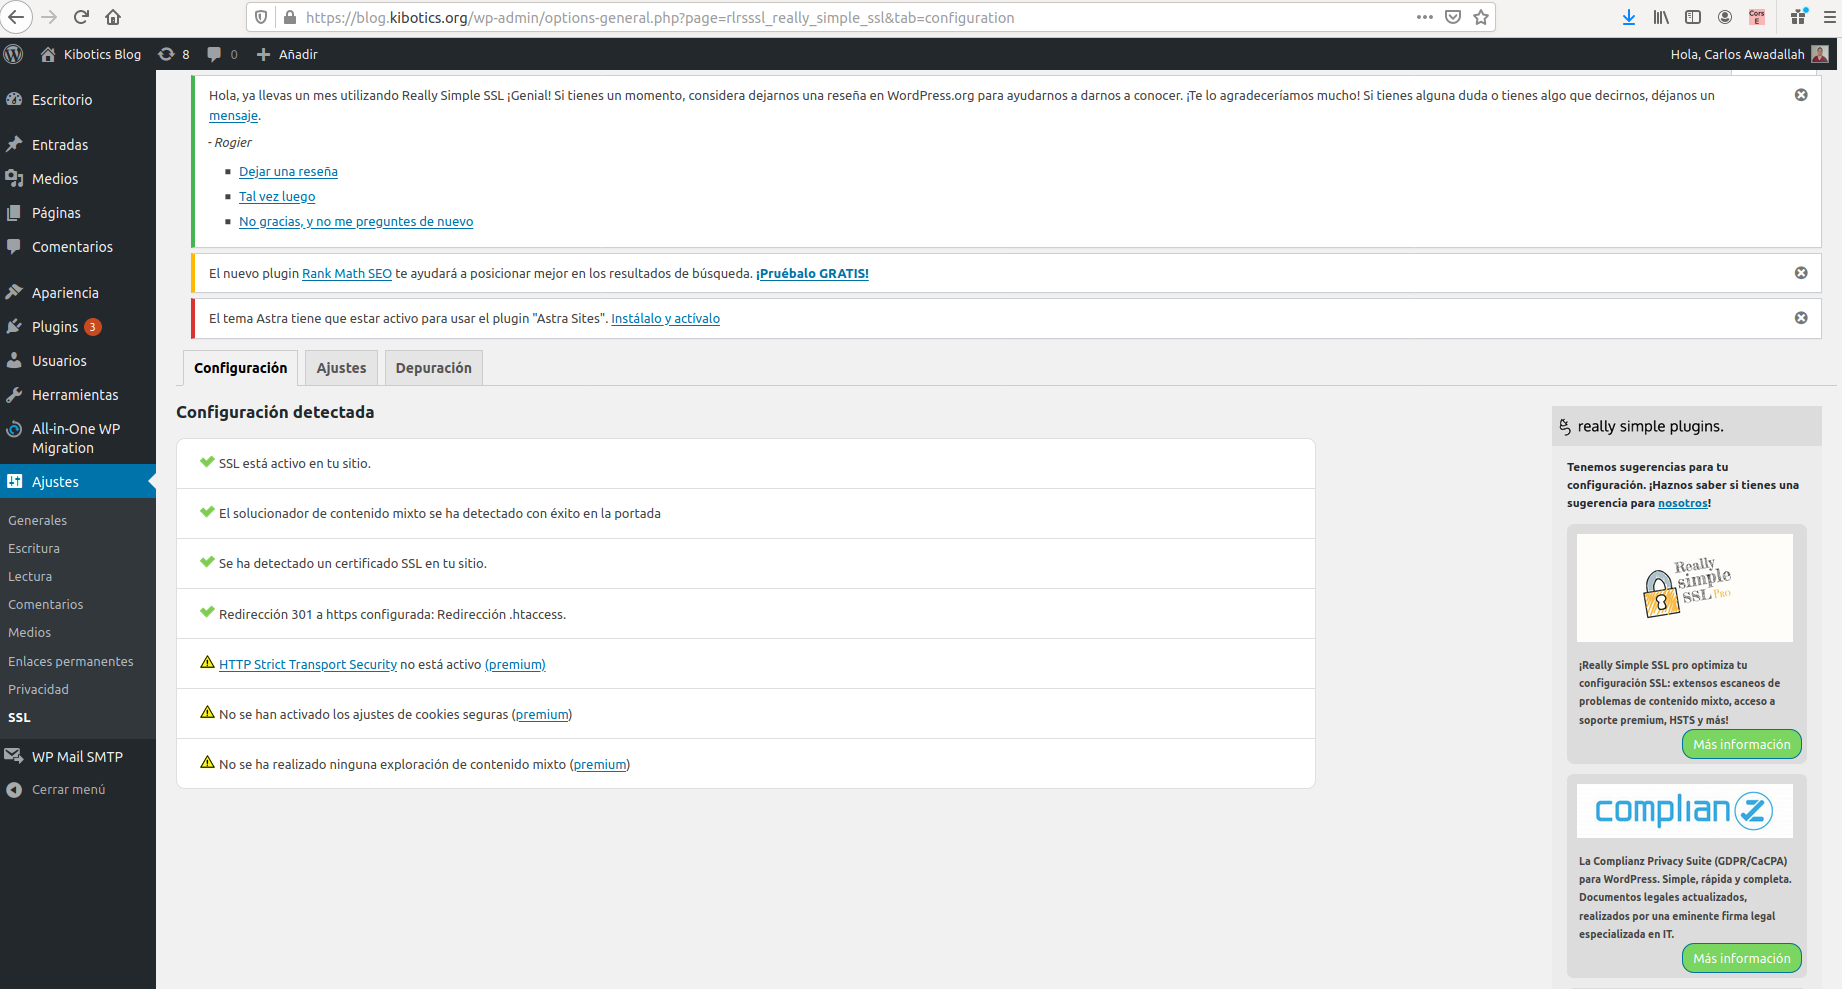 https://blog.kibotics.org/wp-admin/options-general.php?page=rlrsssl_really_simple_ssl&tab=configuration
Cors
E
Kibotics Blog
8
0
Añadir
Hola, Carlos Awadallah
Escritorio
Entradas
Medios
Páginas
Comentarios
Apariencia
Plugins 3
Usuarios
Herramientas
All-in-One WP
Migration
Ajustes
Generales
Escritura
Lectura
Comentarios
Medios
Enlaces permanentes
Privacidad
SSL
WP Mail SMTP
Cerrar menú
Hola, ya llevas un mes utilizando Really Simple SSL ¡Genial! Si tienes un momento, considera dejarnos una reseña en WordPress.org para ayudarnos a darnos a conocer. ¡Te lo agradeceríamos mucho! Si tienes alguna duda o tienes algo que decirnos, déjanos un
mensaje.
- Rogier
Dejar una reseña
Tal vez luego
No gracias, y no me preguntes de nuevo
El nuevo plugin Rank Math SEO te ayudará a posicionar mejor en los resultados de búsqueda. ¡Pruébalo GRATIS!
El tema Astra tiene que estar activo para usar el plugin "Astra Sites". Instálalo y actívalo
Configuración
Ajustes
Depuración
Configuración detectada
SSL está activo en tu sitio.
El solucionador de contenido mixto se ha detectado con éxito en la portada
Se ha detectado un certificado SSL en tu sitio.
Redirección 301 a https configurada: Redirección .htaccess.
HTTP Strict Transport Security no está activo (premium)
No se han activado los ajustes de cookies seguras (premium)
No se ha realizado ninguna exploración de contenido mixto (premium)
really simple plugins.
Tenemos sugerencias para tu
configuración. ¡Haznos saber si tienes una
sugerencia para nosotros!
Really
simple
SSL Pro
¡Really Simple SSL pro optimiza tu
configuración SSL: extensos escaneos de
problemas de contenido mixto, acceso a
soporte premium, HSTS y más!
Más información
complianz
La Complianz Privacy Suite (GDPR/CaCPA)
para WordPress. Simple, rápida y completa.
Documentos legales actualizados,
realizados por una eminente firma legal
especializada en IT.
Más información